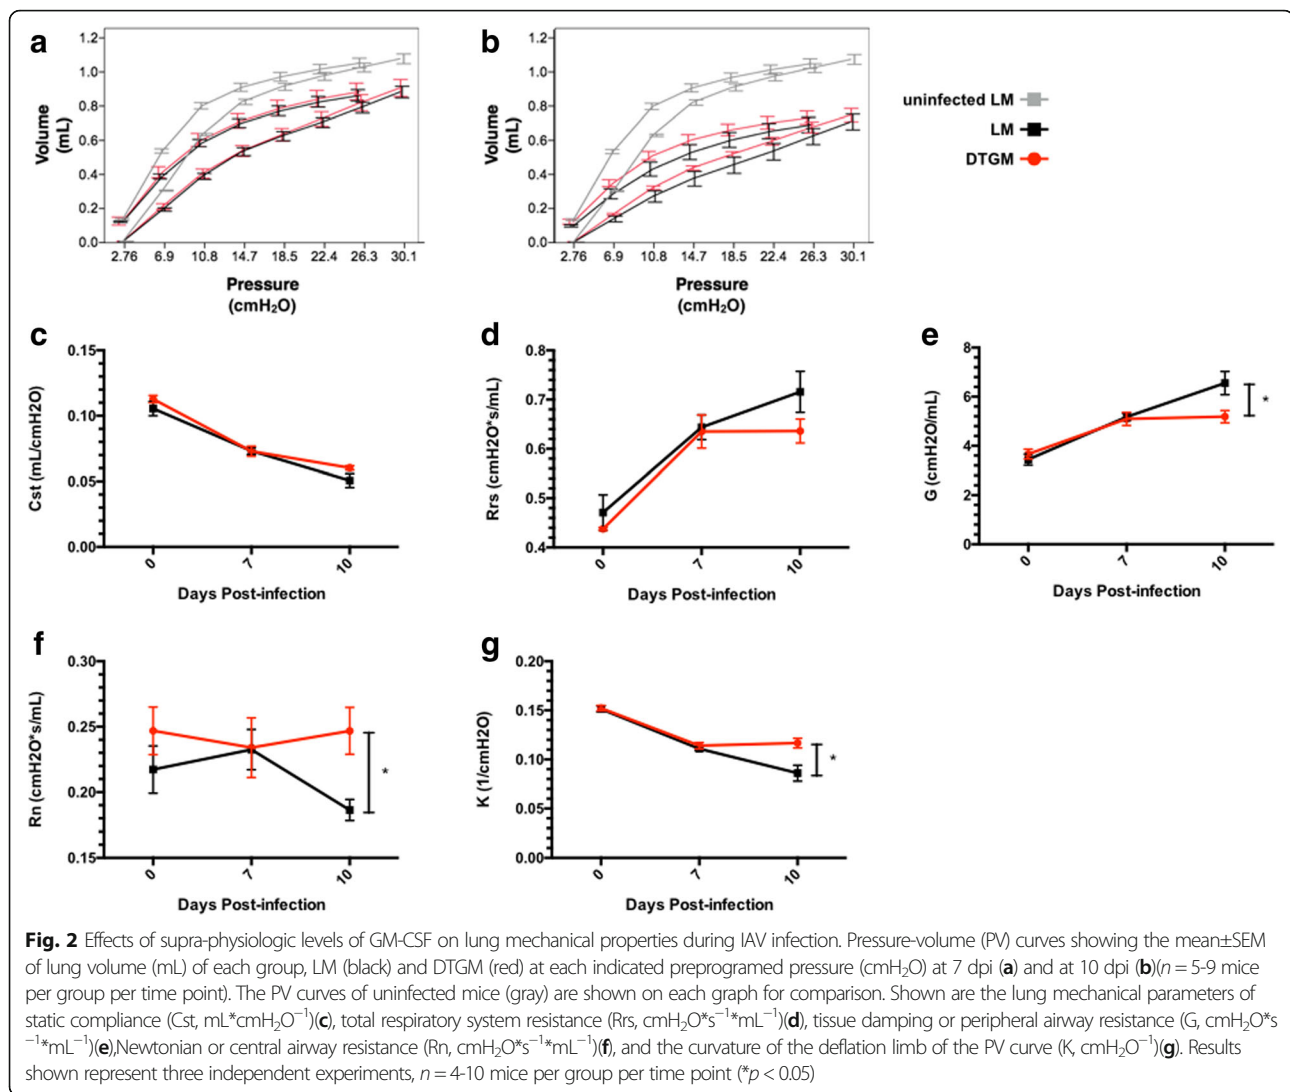 a
1.2
1.0
0.8
0.6
0.4
0.2
0.0
Volume
(mL)
2.76 6.9 10.8 14.7 18.5 22.4 26.3 30.1
Pressure
(cmH₂O)
b
1.2
1.0
0.8
0.6
0.4
0.2
0.0
Volume
(mL)
2.76 6.9 10.8 14.7 18.5 22.4 26.3 30.1
Pressure
(cmH₂O)
uninfected LM
LM
DTGM
c
0.15
0.10
0.05
0.00
Cst (mL/cmH2O)
0 7 10
Days Post-infection
d
0.8
0.7
0.6
0.5
0.4
Rrs (cmH2O*s/mL)
0 7 10
Days Post-infection
e
8
6
4
2
0
G (cmH2O/mL)
*
0 7 10
Days Post-infection
f
0.30
0.25
0.20
0.15
Rn (cmH2O*s/mL)
*
0 7 10
Days Post-infection
g
0.20
0.15
0.10
0.05
0.00
K (1/cmH2O)
*
0 7 10
Days Post-infection
Fig. 2 Effects of supra-physiologic levels of GM-CSF on lung mechanical properties during IAV infection. Pressure-volume (PV) curves showing the mean±SEM
of lung volume (mL) of each group, LM (black) and DTGM (red) at each indicated preprogramed pressure (cmH₂O) at 7 dpi (a) and at 10 dpi (b)(n = 5-9 mice
per group per time point). The PV curves of uninfected mice (gray) are shown on each graph for comparison. Shown are the lung mechanical parameters of
static compliance (Cst, mL*cmH₂O⁻¹)(c), total respiratory system resistance (Rrs, cmH₂O*s⁻¹*mL⁻¹)(d), tissue damping or peripheral airway resistance (G, cmH₂O*s
⁻¹*mL⁻¹)(e),Newtonian or central airway resistance (Rn, cmH₂O*s⁻¹*mL⁻¹)(f), and the curvature of the deflation limb of the PV curve (K, cmH₂O⁻¹)(g). Results
shown represent three independent experiments, n = 4-10 mice per group per time point (*p < 0.05)